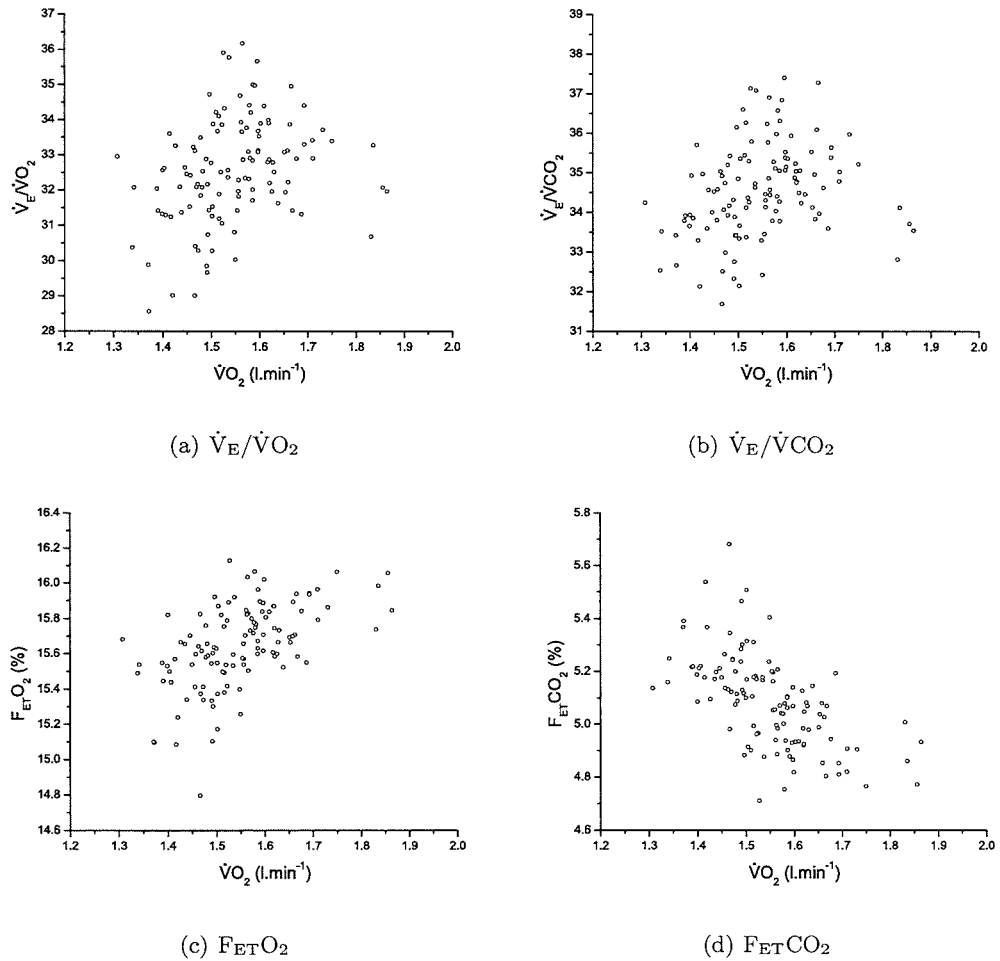 37
36
35
34
33
32
31
30
29
28
V̇E/V̇O2
1.2 1.3 1.4 1.5 1.6 1.7 1.8 1.9 2.0
V̇O2 (l.min-1)
(a) V̇E/V̇O2
39
38
37
36
35
34
33
32
31
V̇E/V̇CO2
1.2 1.3 1.4 1.5 1.6 1.7 1.8 1.9 2.0
V̇O2 (l.min-1)
(b) V̇E/V̇CO2
16.4
16.2
16.0
15.8
15.6
15.4
15.2
15.0
14.8
14.6
FETO2 (%)
1.2 1.3 1.4 1.5 1.6 1.7 1.8 1.9 2.0
V̇O2 (l.min-1)
(c) FETO2
5.8
5.6
5.4
5.2
5.0
4.8
4.6
FETCO2 (%)
1.2 1.3 1.4 1.5 1.6 1.7 1.8 1.9 2.0
V̇O2 (l.min-1)
(d) FETCO2